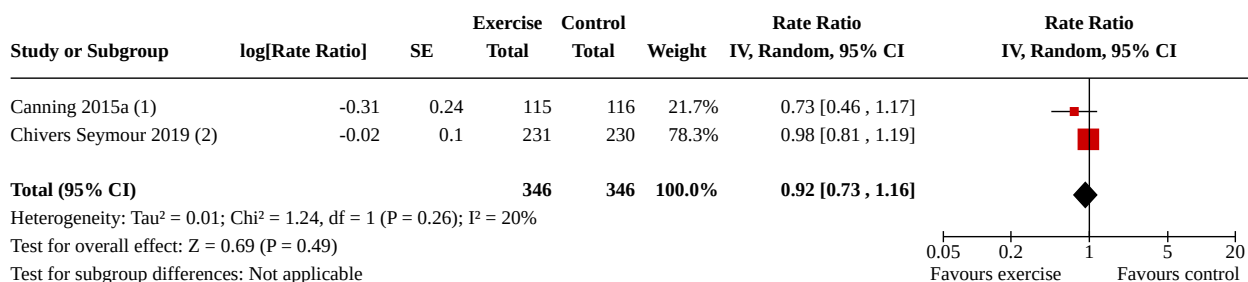 Exercise Control Rate Ratio Rate Ratio
Study or Subgroup log[Rate Ratio] SE Total Total Weight IV, Random, 95% CI IV, Random, 95% CI
Canning 2015a (1) -0.31 0.24 115 116 21.7% 0.73 [0.46 , 1.17]
Chivers Seymour 2019 (2) -0.02 0.1 231 230 78.3% 0.98 [0.81 , 1.19]
Total (95% CI) 346 346 100.0% 0.92 [0.73 , 1.16]
Heterogeneity: Tau² = 0.01; Chi² = 1.24, df = 1 (P = 0.26); I² = 20%
Test for overall effect: Z = 0.69 (P = 0.49)
0.05 0.2 1 5 20
Test for subgroup differences: Not applicable Favours exercise Favours control